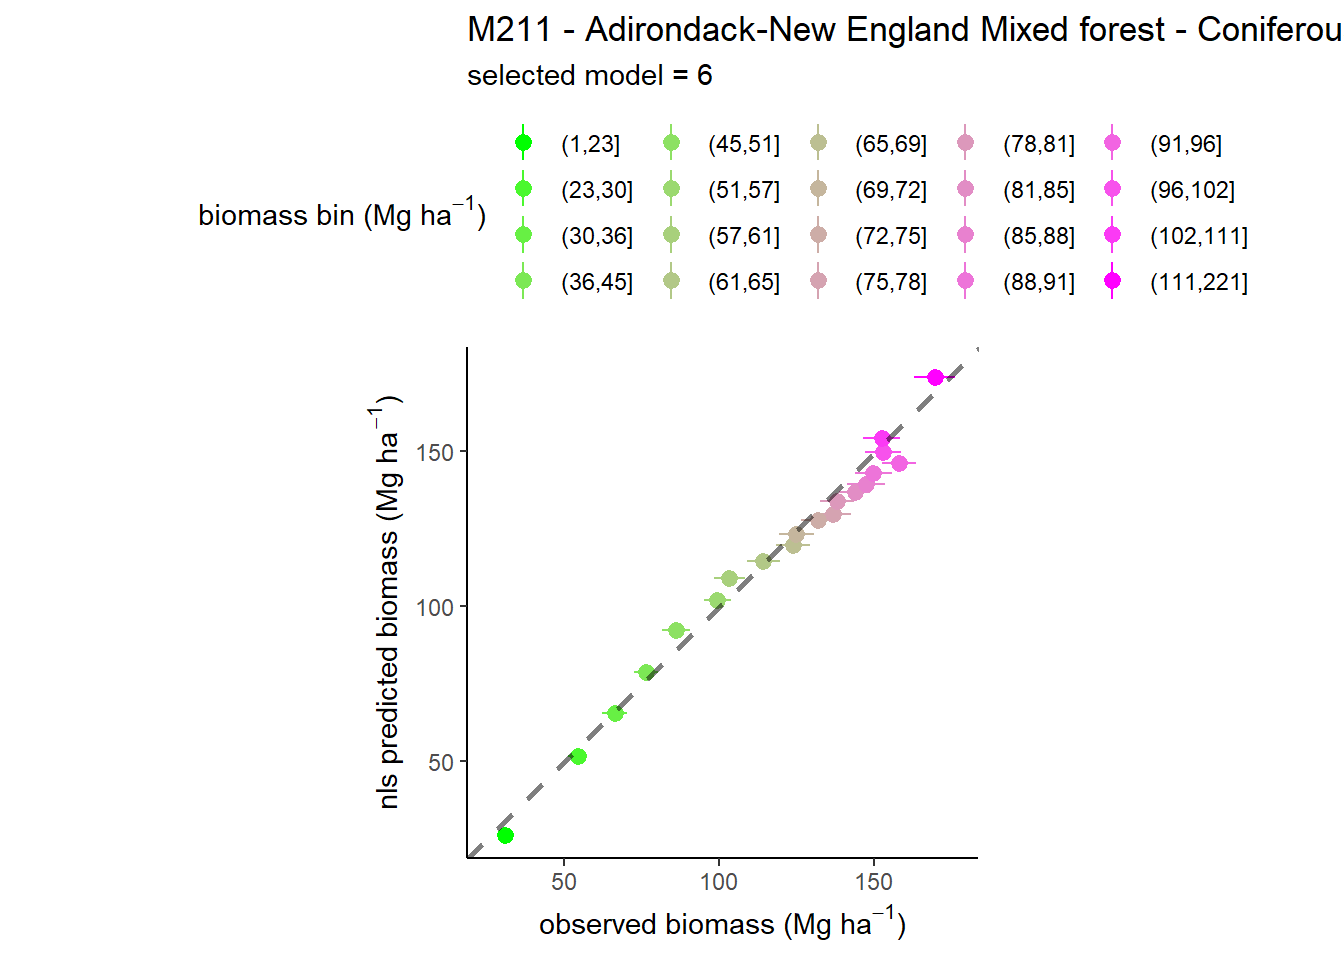 M211 - Adirondack-New England Mixed forest - Coniferou
selected model = 6
biomass bin (Mg ha⁻¹)
(1,23] (45,51] (65,69] (78,81] (91,96]
(23,30] (51,57] (69,72] (81,85] (96,102]
(30,36] (57,61] (72,75] (85,88] (102,111]
(36,45] (61,65] (75,78] (88,91] (111,221]
nls predicted biomass (Mg ha⁻¹)
150
100
50
50 100 150
observed biomass (Mg ha⁻¹)